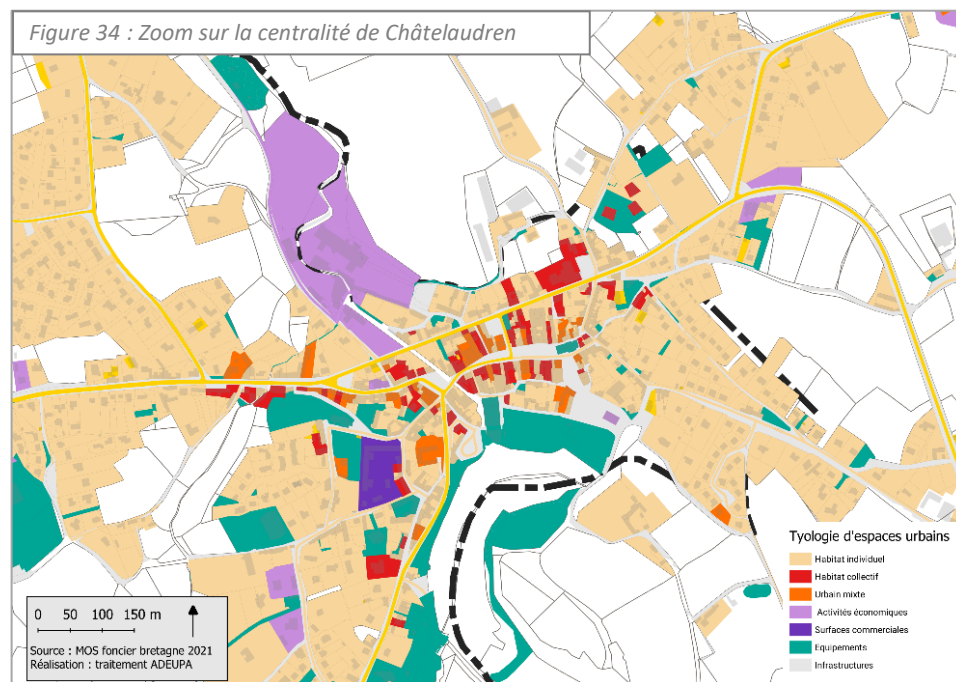 Figure 34 : Zoom sur la centralité de Châtelaudren
Tyologie d'espaces urbains
Habitat individuel
Habitat collectif
Urbain mixte
Activités économiques
Surfaces commerciales
Equipements
Infrastructures
0 50 100 150 m
Source : MOS foncier bretagne 2021
Réalisation : traitement ADEUPA